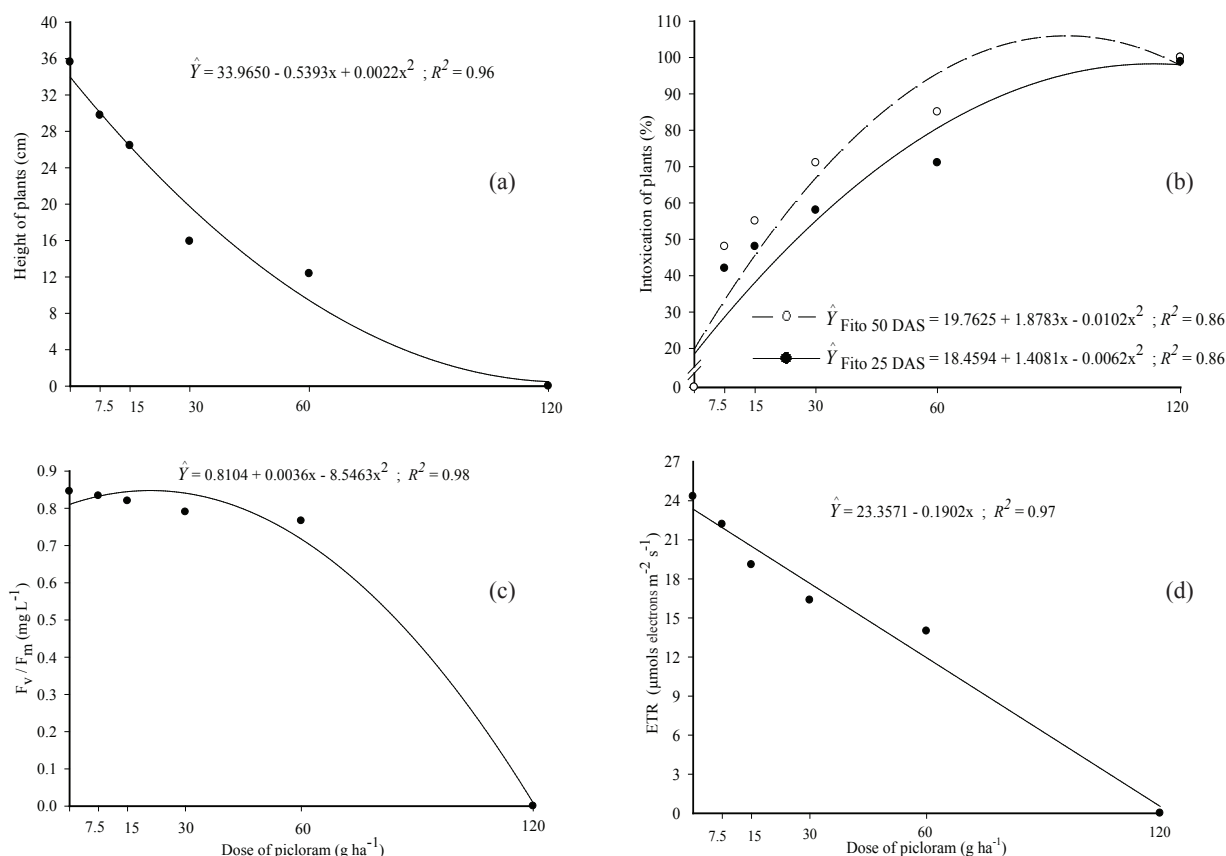 40
36
32
28
24
20
16
12
8
4
0
Height of plants (cm)
Ŷ = 33.9650 - 0.5393x + 0.0022x² ; R² = 0.96
(a)
7.5 15 30 60 120
110
100
90
80
70
60
50
40
30
20
0
Intoxication of plants (%)
(b)
Ŷ Fito 50 DAS = 19.7625 + 1.8783x - 0.0102x² ; R² = 0.86
Ŷ Fito 25 DAS = 18.4594 + 1.4081x - 0.0062x² ; R² = 0.86
7.5 15 30 60 120
0.9
0.8
0.7
0.6
0.5
0.4
0.3
0.2
0.1
0.0
Fv / Fm (mg L⁻¹)
Ŷ = 0.8104 + 0.0036x - 8.5463x² ; R² = 0.98
(c)
7.5 15 30 60 120
Dose of picloram (g ha⁻¹)
27
24
21
18
15
12
9
6
3
0
ETR (µmols electrons m⁻² s⁻¹)
Ŷ = 23.3571 - 0.1902x ; R² = 0.97
(d)
7.5 15 30 60 120
Dose of picloram (g ha⁻¹)